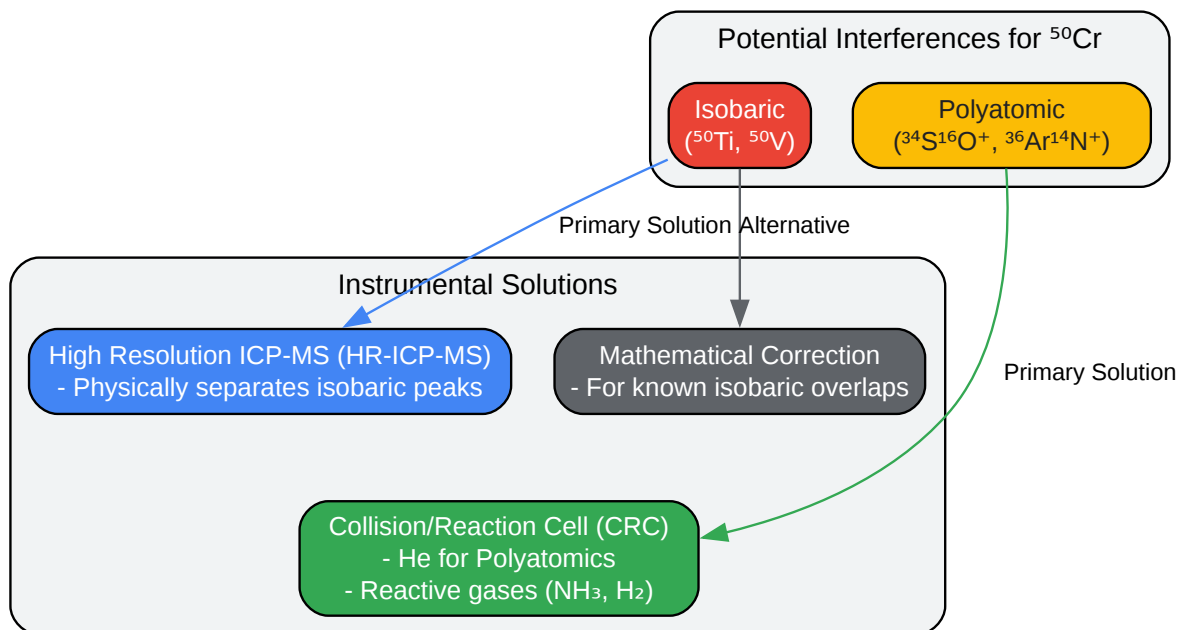 Potential Interferences for ⁵⁰Cr
Isobaric
(⁵⁰Ti, ⁵⁰V)
Polyatomic
(³⁴S¹⁶O⁺, ³⁶Ar¹⁴N⁺)
Primary Solution
Alternative
Instrumental Solutions
High Resolution ICP-MS (HR-ICP-MS)
- Physically separates isobaric peaks
Mathematical Correction
- For known isobaric overlaps
Primary Solution
Collision/Reaction Cell (CRC)
- He for Polyatomics
- Reactive gases (NH₃, H₂)